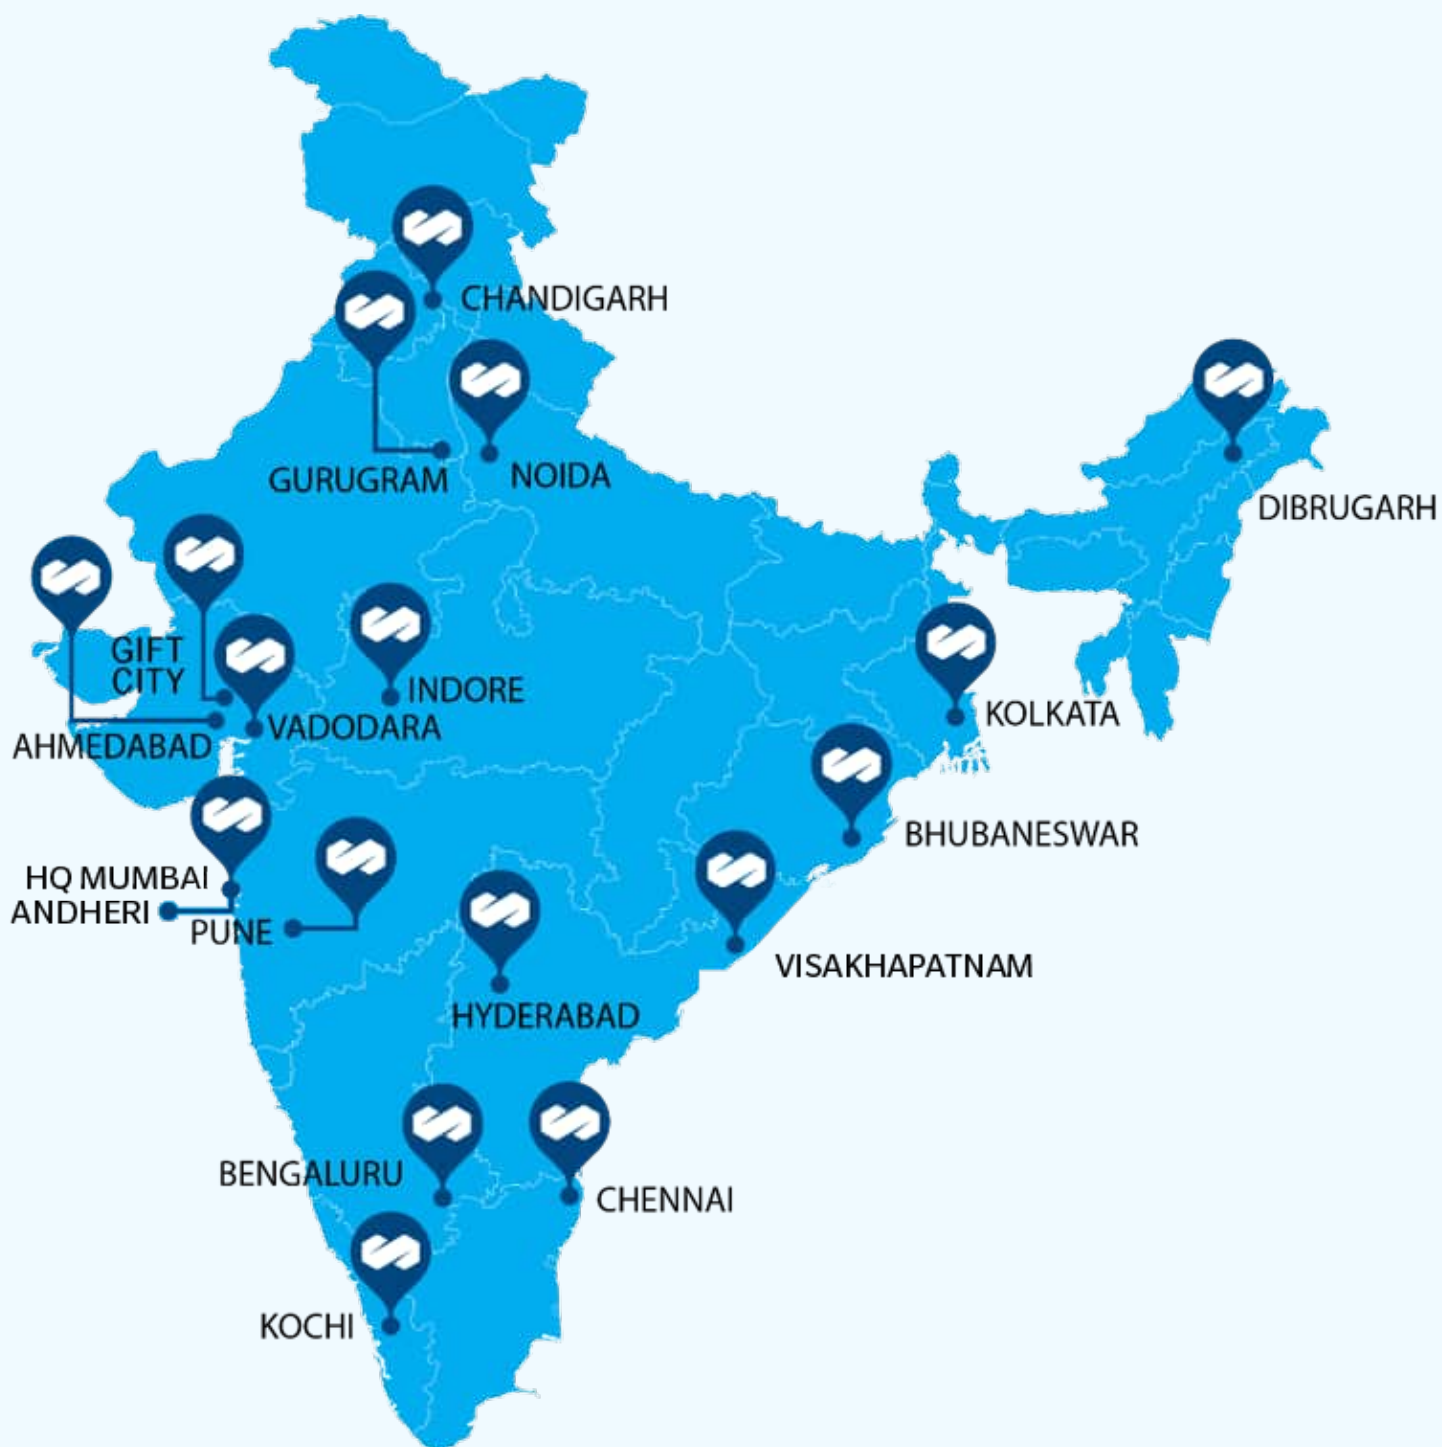 CHANDIGARH
GURUGRAM
NOIDA
DIBRUGARH
GIFT
CITY
INDORE
VADODARA
AHMEDABAD
KOLKATA
BHUBANESWAR
HQ MUMBAI
ANDHERI
PUNE
VISAKHAPATNAM
HYDERABAD
BENGALURU
CHENNAI
KOCHI